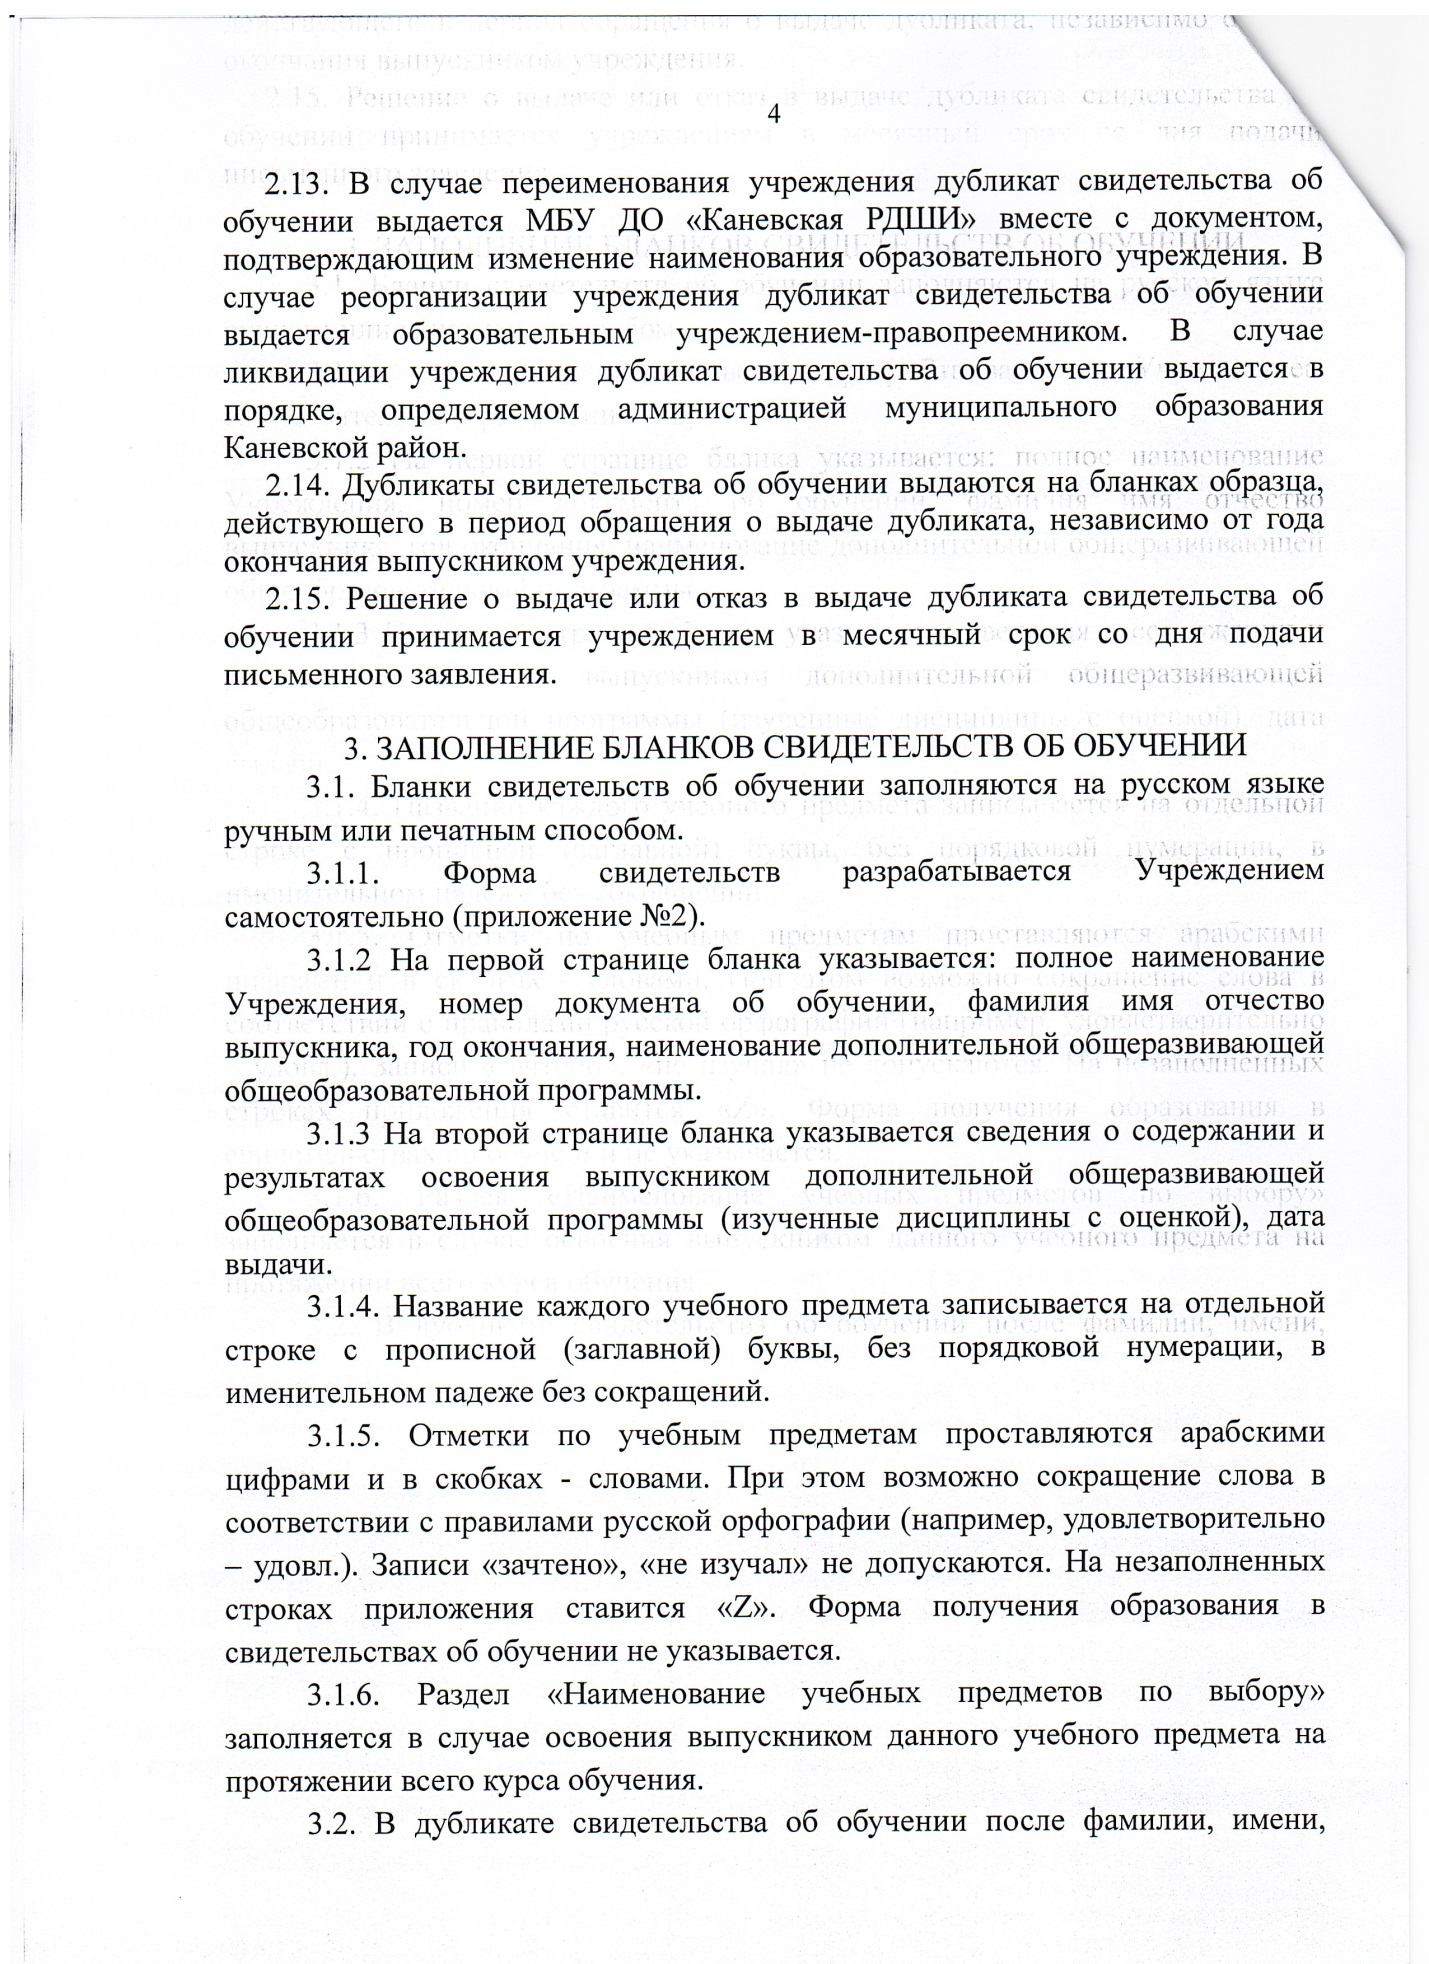 4
2.13. В случае переименования учреждения дубликат свидетельства об
обучении выдается МБУ ДО «Каневская РДШИ» вместе с документом,
подтверждающим изменение наименования образовательного учреждения. В
случае реорганизации учреждения дубликат свидетельства об обучении
выдается образовательным учреждением-правопреемником. В случае
ликвидации учреждения дубликат свидетельства об обучении выдается в
порядке, определяемом администрацией муниципального образования
Каневской район.
2.14. Дубликаты свидетельства об обучении выдаются на бланках образца,
действующего в период обращения о выдаче дубликата, независимо от года
окончания выпускником учреждения.
2.15. Решение о выдаче или отказ в выдаче дубликата свидетельства об
обучении принимается учреждением в месячный срок со дня подачи
письменного заявления.
3. ЗАПОЛНЕНИЕ БЛАНКОВ СВИДЕТЕЛЬСТВ ОБ ОБУЧЕНИИ
3.1. Бланки свидетельств об обучении заполняются на русском языке
ручным или печатным способом.
3.1.1. Форма свидетельств разрабатывается Учреждением
самостоятельно (приложение №2).
3.1.2 На первой странице бланка указывается: полное наименование
Учреждения, номер документа об обучении, фамилия имя отчество
выпускника, год окончания, наименование дополнительной общеразвивающей
общеобразовательной программы.
3.1.3 На второй странице бланка указывается сведения о содержании и
результатах освоения выпускником дополнительной общеразвивающей
общеобразовательной программы (изученные дисциплины с оценкой), дата
выдачи.
3.1.4. Название каждого учебного предмета записывается на отдельной
строке с прописной (заглавной) буквы, без порядковой нумерации, в
именительном падеже без сокращений.
3.1.5. Отметки по учебным предметам проставляются арабскими
цифрами и в скобках - словами. При этом возможно сокращение слова в
соответствии с правилами русской орфографии (например, удовлетворительно
– удовл.). Записи «зачтено», «не изучал» не допускаются. На незаполненных
строках приложения ставится «Z». Форма получения образования в
свидетельствах об обучении не указывается.
3.1.6. Раздел «Наименование учебных предметов по выбору»
заполняется в случае освоения выпускником данного учебного предмета на
протяжении всего курса обучения.
3.2. В дубликате свидетельства об обучении после фамилии, имени,